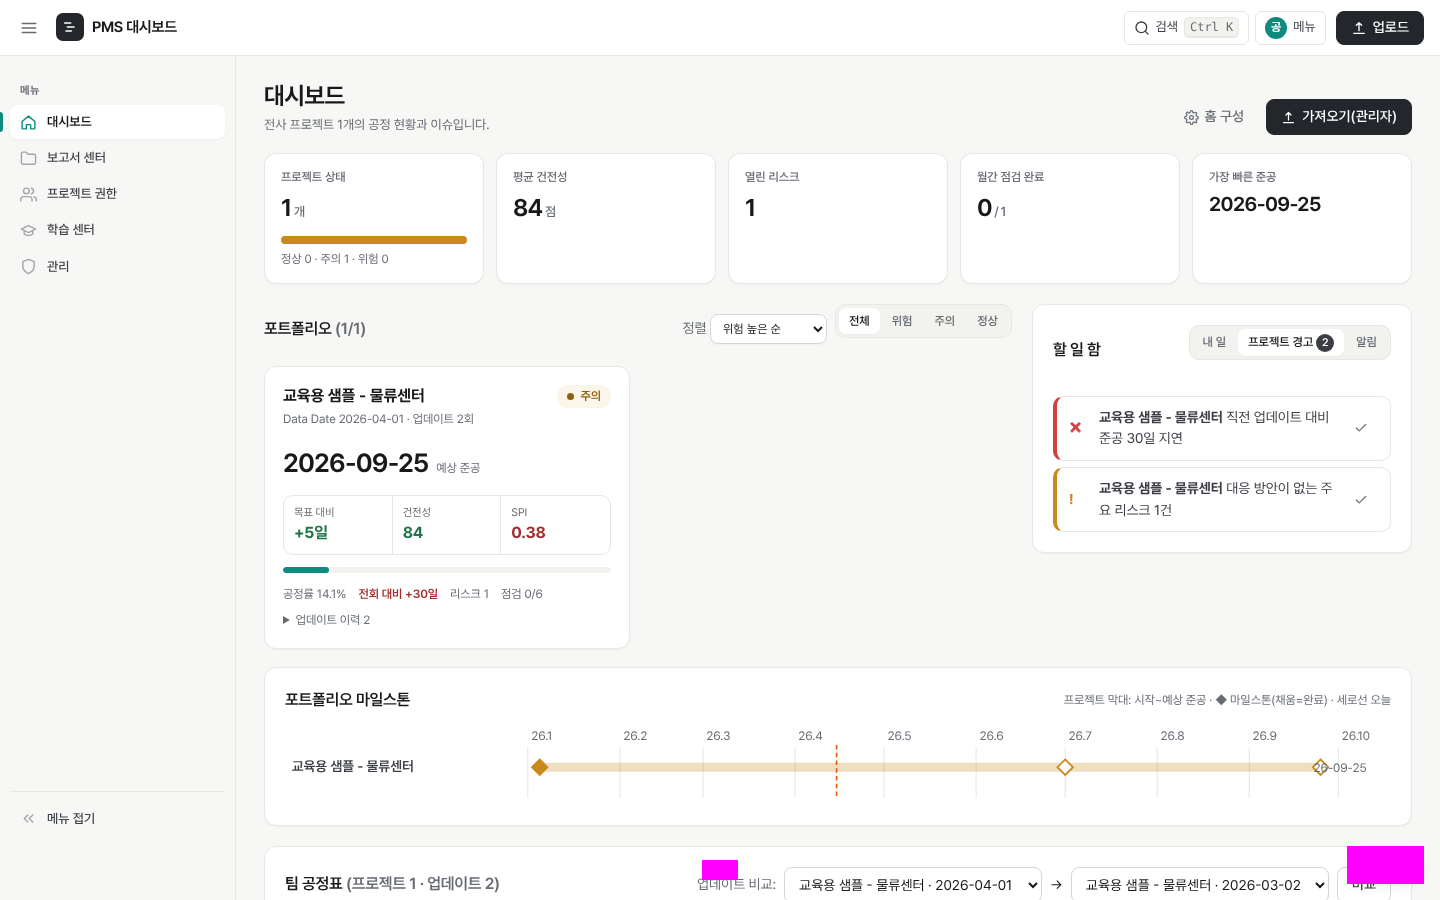 PMS 대시보드
검색 Ctrl K
공 메뉴
업로드
메뉴
대시보드
보고서 센터
프로젝트 권한
학습 센터
관리
메뉴 접기
대시보드
전사 프로젝트 1개의 공정 현황과 이슈입니다.
홈 구성
가져오기(관리자)
프로젝트 상태
1개
정상 0 · 주의 1 · 위험 0
평균 건전성
84점
열린 리스크
1
월간 점검 완료
0/1
가장 빠른 준공
2026-09-25
포트폴리오 (1/1)
정렬 위험 높은 순
전체 위험 주의 정상
교육용 샘플 - 물류센터
주의
Data Date 2026-04-01 · 업데이트 2회
2026-09-25 예상 준공
목표 대비
+5일
건전성
84
SPI
0.38
공정률 14.1% 전회 대비 +30일 리스크 1 점검 0/6
▶ 업데이트 이력 2
할 일 함
내 일 프로젝트 경고 2 알림
교육용 샘플 - 물류센터 직전 업데이트 대비
준공 30일 지연
! 교육용 샘플 - 물류센터 대응 방안이 없는 주
요 리스크 1건
포트폴리오 마일스톤
프로젝트 막대: 시작~예상 준공 · ◆ 마일스톤(채움=완료) · 세로선 오늘
26.1 26.2 26.3 26.4 26.5 26.6 26.7 26.8 26.9 26.10
교육용 샘플 - 물류센터
26-09-25
팀 공정표 (프로젝트 1 · 업데이트 2)
업데이트 비교: 교육용 샘플 - 물류센터 · 2026-04-01 → 교육용 샘플 - 물류센터 · 2026-03-02